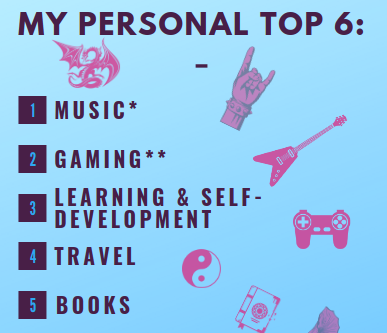 MY PERSONAL TOP 6:
–
1 MUSIC*
2 GAMING**
3 LEARNING & SELF-
DEVELOPMENT
4 TRAVEL
5 BOOKS